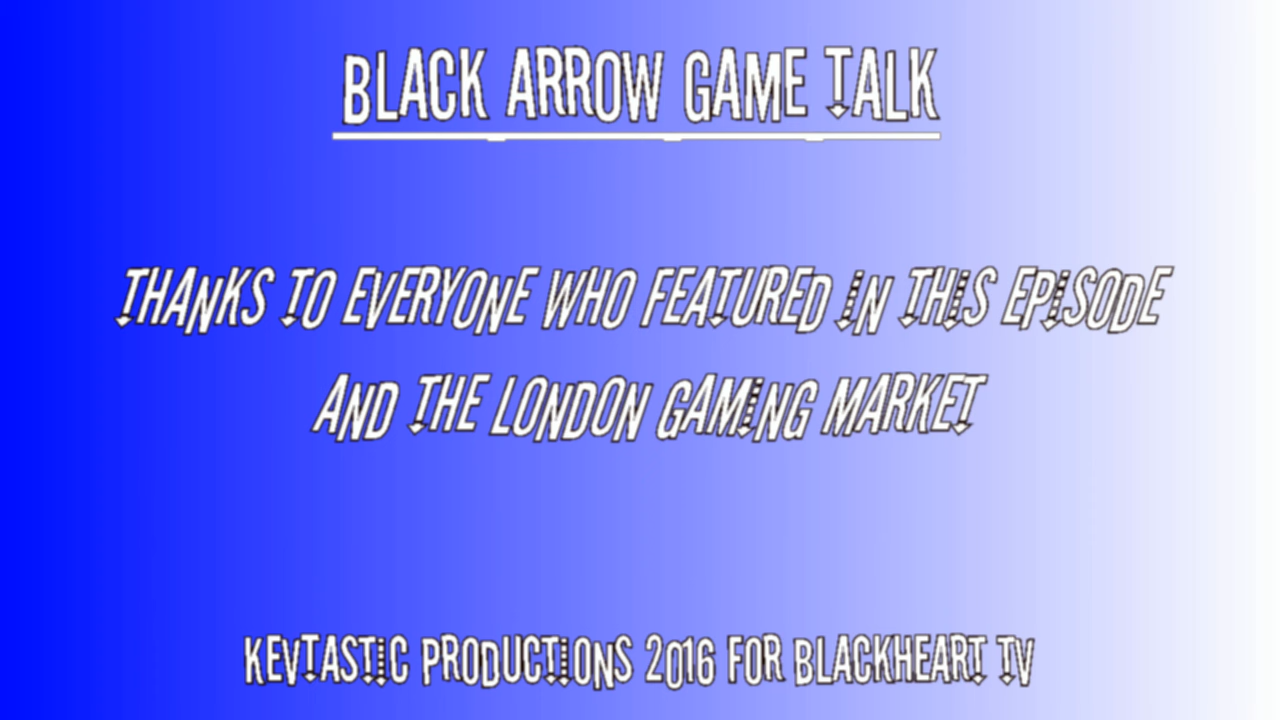 BLACK ARROW GAME TALK
THANKS TO EVERYONE WHO FEATURED IN THIS EPISODE
AND THE LONDON GAMING MARKET
KEVTASTIC PRODUCTIONS 2016 FOR BLACKHEART TV